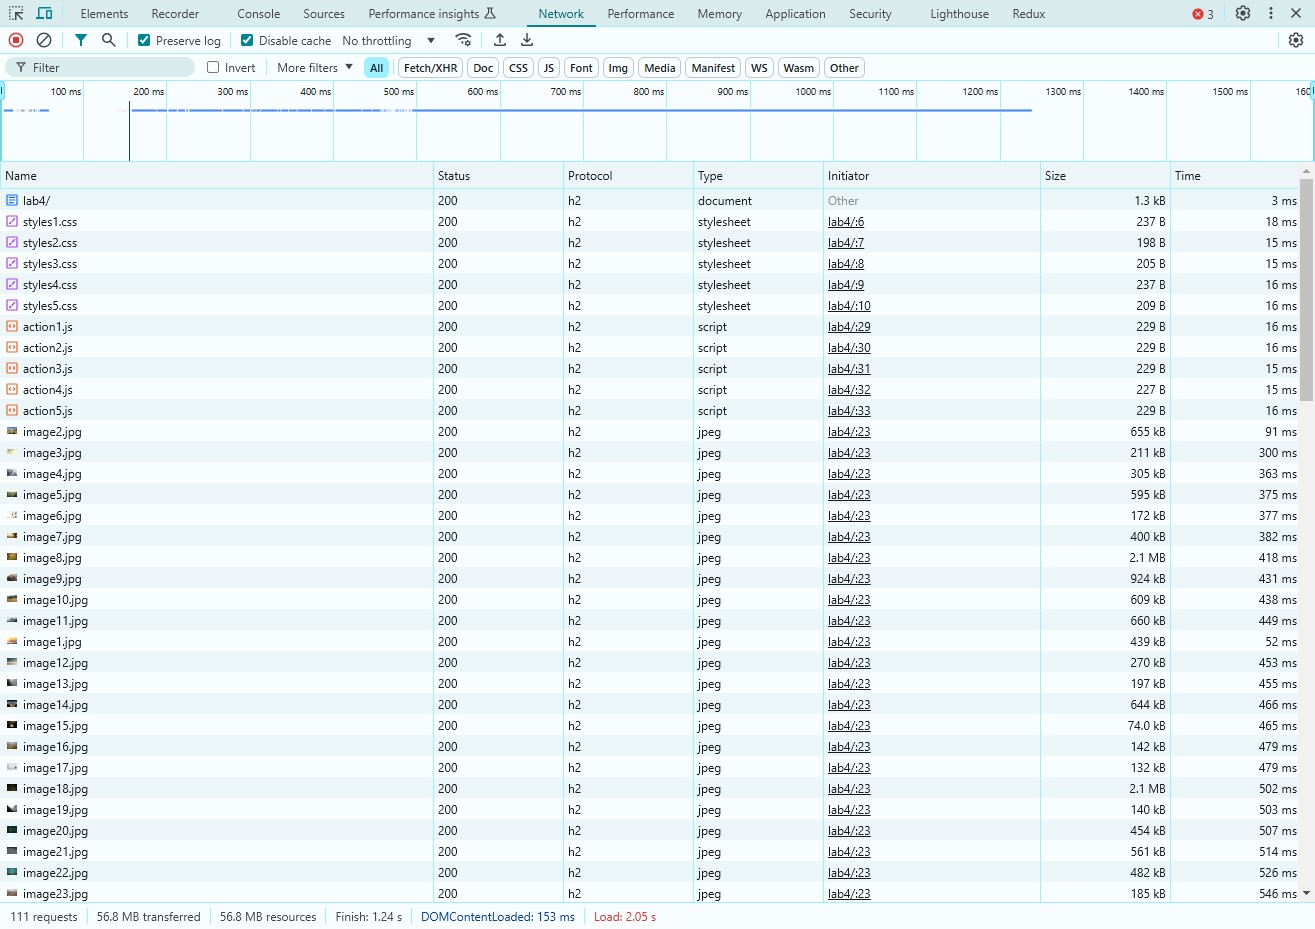 Elements Recorder Console Sources Performance insights Network Performance Memory Application Security Lighthouse Redux 3
Preserve log Disable cache No throttling
Filter Invert More filters All Fetch/XHR Doc CSS JS Font Img Media Manifest WS Wasm Other
100 ms 200 ms 300 ms 400 ms 500 ms 600 ms 700 ms 800 ms 900 ms 1000 ms 1100 ms 1200 ms 1300 ms 1400 ms 1500 ms 160
Name Status Protocol Type Initiator Size Time
lab4/ 200 h2 document Other 1.3 kB 3 ms
styles1.css 200 h2 stylesheet lab4/:6 237 B 18 ms
styles2.css 200 h2 stylesheet lab4/:7 198 B 15 ms
styles3.css 200 h2 stylesheet lab4/:8 205 B 15 ms
styles4.css 200 h2 stylesheet lab4/:9 237 B 16 ms
styles5.css 200 h2 stylesheet lab4/:10 209 B 16 ms
action1.js 200 h2 script lab4/:29 229 B 16 ms
action2.js 200 h2 script lab4/:30 229 B 16 ms
action3.js 200 h2 script lab4/:31 229 B 15 ms
action4.js 200 h2 script lab4/:32 227 B 15 ms
action5.js 200 h2 script lab4/:33 229 B 16 ms
image2.jpg 200 h2 jpeg lab4/:23 655 kB 91 ms
image3.jpg 200 h2 jpeg lab4/:23 211 kB 300 ms
image4.jpg 200 h2 jpeg lab4/:23 305 kB 363 ms
image5.jpg 200 h2 jpeg lab4/:23 595 kB 375 ms
image6.jpg 200 h2 jpeg lab4/:23 172 kB 377 ms
image7.jpg 200 h2 jpeg lab4/:23 400 kB 382 ms
image8.jpg 200 h2 jpeg lab4/:23 2.1 MB 418 ms
image9.jpg 200 h2 jpeg lab4/:23 924 kB 431 ms
image10.jpg 200 h2 jpeg lab4/:23 609 kB 438 ms
image11.jpg 200 h2 jpeg lab4/:23 660 kB 449 ms
image1.jpg 200 h2 jpeg lab4/:23 439 kB 52 ms
image12.jpg 200 h2 jpeg lab4/:23 270 kB 453 ms
image13.jpg 200 h2 jpeg lab4/:23 197 kB 455 ms
image14.jpg 200 h2 jpeg lab4/:23 644 kB 466 ms
image15.jpg 200 h2 jpeg lab4/:23 74.0 kB 465 ms
image16.jpg 200 h2 jpeg lab4/:23 142 kB 479 ms
image17.jpg 200 h2 jpeg lab4/:23 132 kB 479 ms
image18.jpg 200 h2 jpeg lab4/:23 2.1 MB 502 ms
image19.jpg 200 h2 jpeg lab4/:23 140 kB 503 ms
image20.jpg 200 h2 jpeg lab4/:23 454 kB 507 ms
image21.jpg 200 h2 jpeg lab4/:23 561 kB 514 ms
image22.jpg 200 h2 jpeg lab4/:23 482 kB 526 ms
image23.jpg 200 h2 jpeg lab4/:23 185 kB 546 ms
111 requests 56.8 MB transferred 56.8 MB resources Finish: 1.24 s DOMContentLoaded: 153 ms Load: 2.05 s